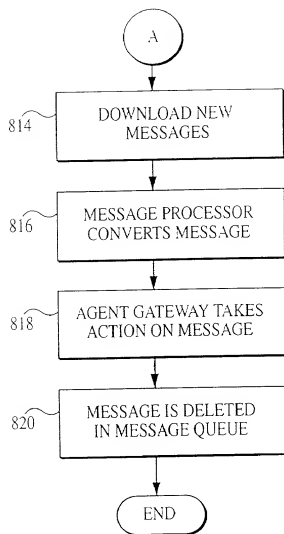 A
814
DOWNLOAD NEW
MESSAGES
816
MESSAGE PROCESSOR
CONVERTS MESSAGE
818
AGENT GATEWAY TAKES
ACTION ON MESSAGE
820
MESSAGE IS DELETED
IN MESSAGE QUEUE
END